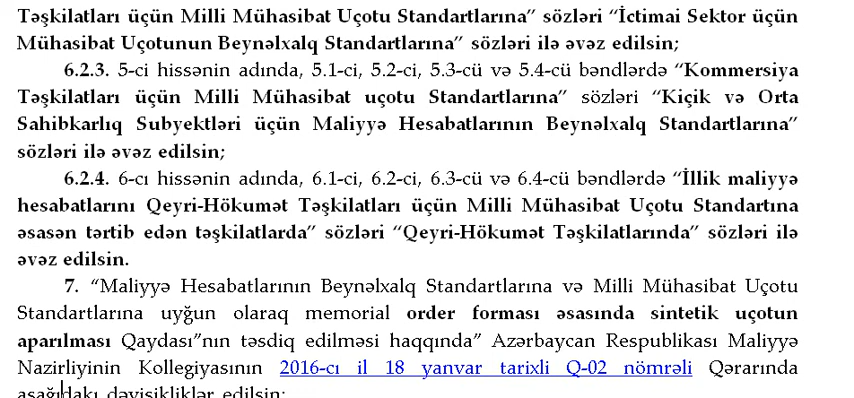 Təşkilatları üçün Milli Mühasibat Uçotu Standartlarına” sözləri “İctimai Sektor üçün
Mühasibat Uçotunun Beynəlxalq Standartlarına” sözləri ilə əvəz edilsin;
6.2.3. 5-ci hissənin adında, 5.1-ci, 5.2-ci, 5.3-cü və 5.4-cü bəndlərdə “Kommersiya
Təşkilatları üçün Milli Mühasibat uçotu Standartlarına” sözləri “Kiçik və Orta
Sahibkarlıq Subyektləri üçün Maliyyə Hesabatlarının Beynəlxalq Standartlarına”
sözləri ilə əvəz edilsin;
6.2.4. 6-cı hissənin adında, 6.1-ci, 6.2-ci, 6.3-cü və 6.4-cü bəndlərdə “İllik maliyyə
hesabatlarını Qeyri-Hökumət Təşkilatları üçün Milli Mühasibat Uçotu Standartına
əsasən tərtib edən təşkilatlarda” sözləri “Qeyri-Hökumət Təşkilatlarında” sözləri ilə
əvəz edilsin.
7. “Maliyyə Hesabatlarının Beynəlxalq Standartlarına və Milli Mühasibat Uçotu
Standartlarına uyğun olaraq memorial order forması əsasında sintetik uçotun
aparılması Qaydası”nın təsdiq edilməsi haqqında” Azərbaycan Respublikası Maliyyə
Nazirliyinin Kollegiyasının 2016-cı il 18 yanvar tarixli Q-02 nömrəli Qərarında
aşağıdakı dəyişikliklər edilsin: